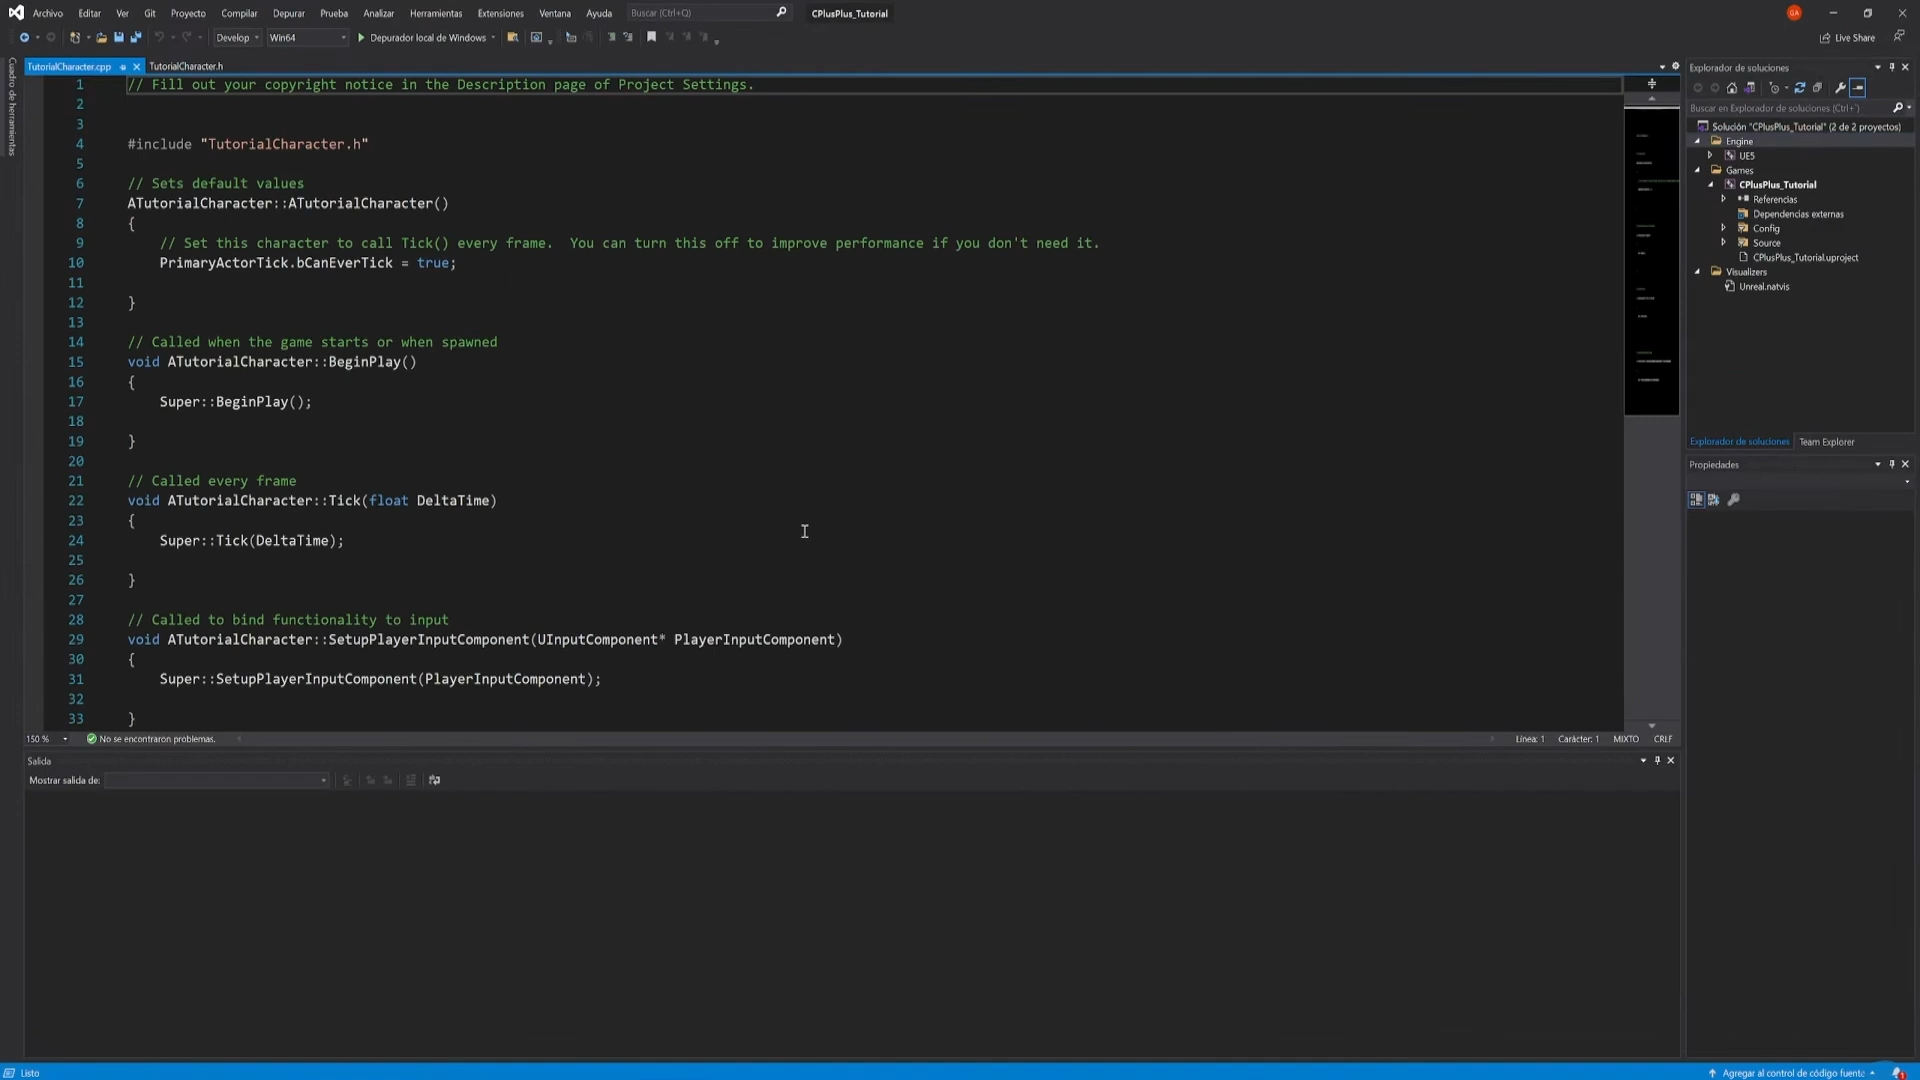 Archivo Editar Ver Git Proyecto Compilar Depurar Prueba Analizar Herramientas Extensiones Ventana Ayuda Buscar (Ctrl+Q) CPlusPlus_Tutorial GA
Develop Win64 Depurador local de Windows Live Share
Cuadro de herramientas
TutorialCharacter.cpp TutorialCharacter.h
1 // Fill out your copyright notice in the Description page of Project Settings.
2
3
4 #include "TutorialCharacter.h"
5
6 // Sets default values
7 ATutorialCharacter::ATutorialCharacter()
8 {
9 // Set this character to call Tick() every frame.  You can turn this off to improve performance if you don't need it.
10 PrimaryActorTick.bCanEverTick = true;
11
12 }
13
14 // Called when the game starts or when spawned
15 void ATutorialCharacter::BeginPlay()
16 {
17 Super::BeginPlay();
18
19 }
20
21 // Called every frame
22 void ATutorialCharacter::Tick(float DeltaTime)
23 {
24 Super::Tick(DeltaTime);
25
26 }
27
28 // Called to bind functionality to input
29 void ATutorialCharacter::SetupPlayerInputComponent(UInputComponent* PlayerInputComponent)
30 {
31 Super::SetupPlayerInputComponent(PlayerInputComponent);
32
33 }
150 % No se encontraron problemas. Línea: 1 Carácter: 1 MIXTO CRLF
Salida
Mostrar salida de:
Explorador de soluciones
Buscar en Explorador de soluciones (Ctrl+´)
Solución "CPlusPlus_Tutorial" (2 de 2 proyectos)
Engine
UE5
Games
CPlusPlus_Tutorial
Referencias
Dependencias externas
Config
Source
CPlusPlus_Tutorial.uproject
Visualizers
Unreal.natvis
Explorador de soluciones Team Explorer
Propiedades
Listo Agregar al control de código fuente 1